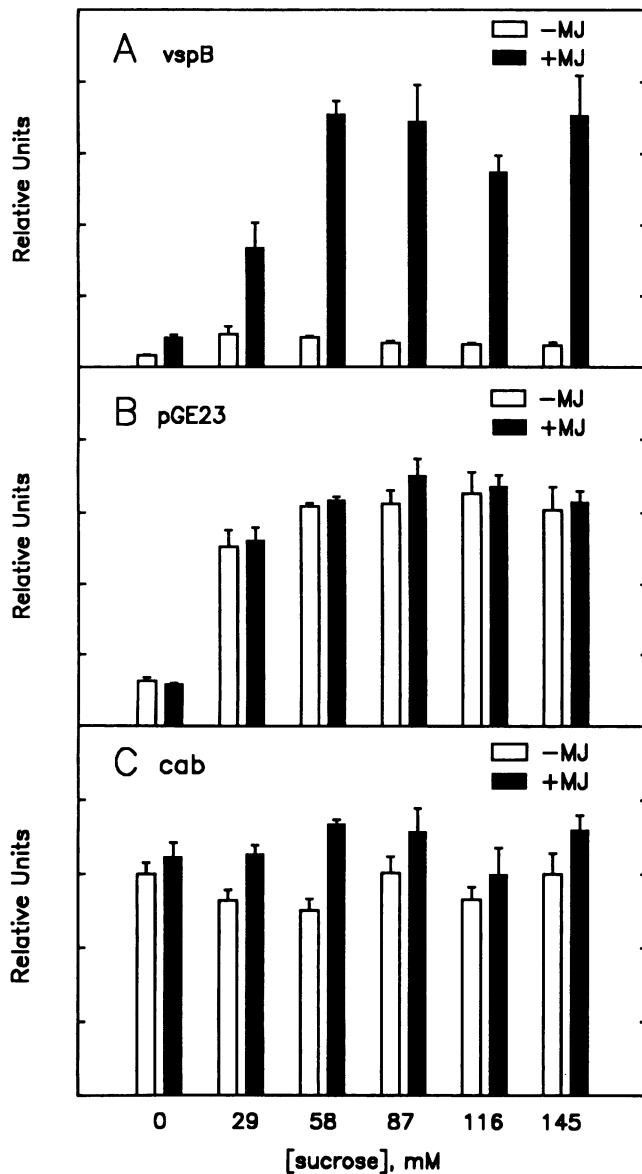 A vspB
−MJ
+MJ
Relative Units
B pGE23
−MJ
+MJ
Relative Units
C cab
−MJ
+MJ
Relative Units
0 29 58 87 116 145
[sucrose], mM